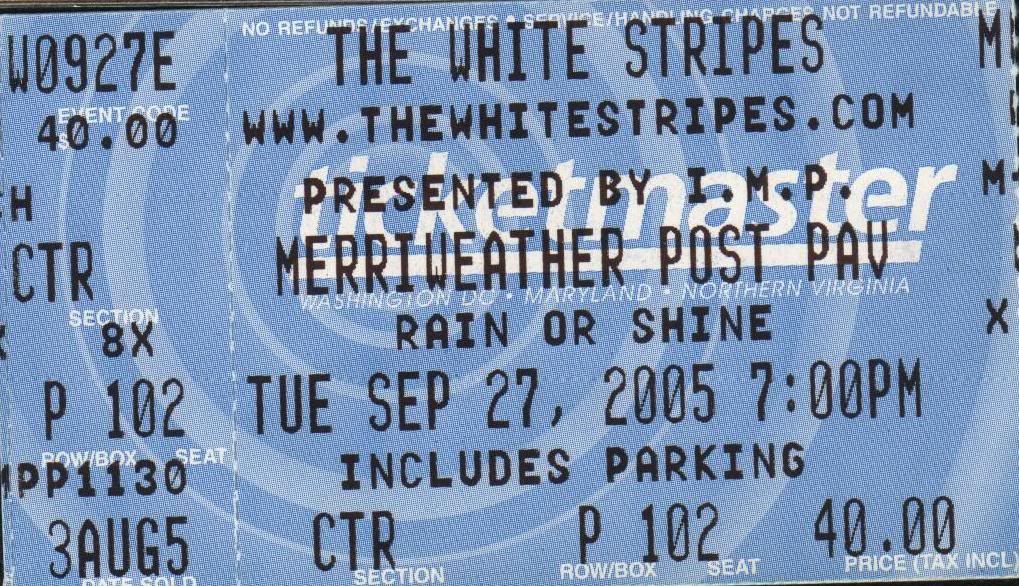 NO REFUNDS/EXCHANGES • SERVICE/HANDLING CHARGES NOT REFUNDABLE
W0927E
THE WHITE STRIPES
EVENT CODE
40.00
WWW.THEWHITESTRIPES.COM
ticketmaster
PRESENTED BY I.M.P.
CTR
MERRIWEATHER POST PAV
WASHINGTON DC • MARYLAND • NORTHERN VIRGINIA
SECTION
8X
RAIN OR SHINE
P 102
TUE SEP 27, 2005 7:00PM
ROW/BOX SEAT
PP1130
INCLUDES PARKING
3AUG5
CTR P 102 40.00
DATE SOLD
SECTION ROW/BOX SEAT PRICE (TAX INCL)